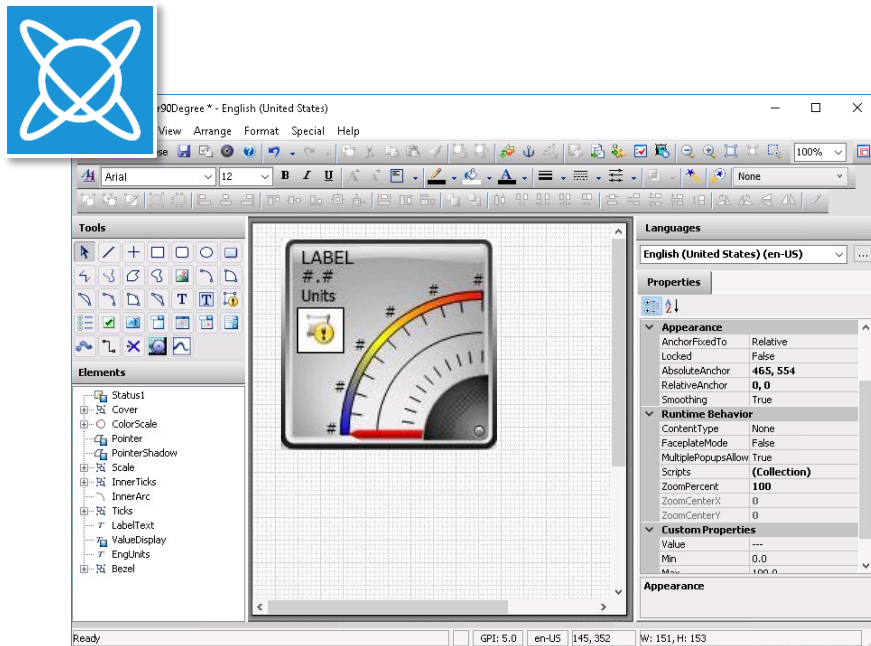 r90Degree * - English (United States)
View Arrange Format Special Help
se 100%
Arial 12 B I U A None
Tools
LABEL
#.#
Units
#
#
#
#
#
#
Elements
Status1
Cover
ColorScale
Pointer
PointerShadow
Scale
InnerTicks
InnerArc
Ticks
LabelText
ValueDisplay
EngUnits
Bezel
Languages
English (United States) (en-US) ...
Properties
Appearance
AnchorFixedTo Relative
Locked False
AbsoluteAnchor 465, 554
RelativeAnchor 0, 0
Smoothing True
Runtime Behavior
ContentType None
FaceplateMode False
MultiplePopupsAllow True
Scripts (Collection)
ZoomPercent 100
ZoomCenterX 0
ZoomCenterY 0
Custom Properties
Value ---
Min 0.0
Max 100.0
Appearance
Ready GPI: 5.0 en-US 145, 352 W: 151, H: 153